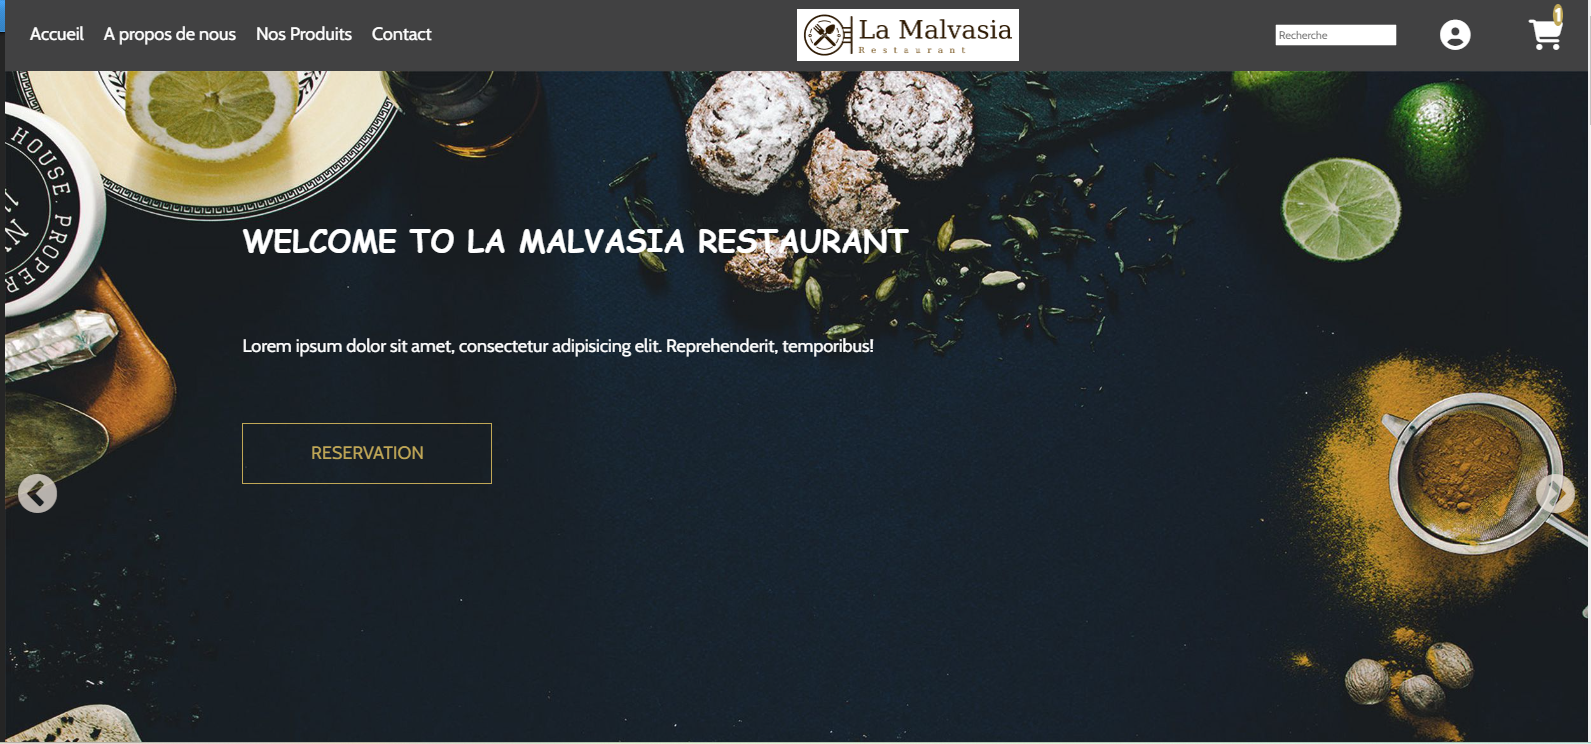 Accueil A propos de nous Nos Produits Contact
La Malvasia
Restaurant
Recherche
1
HOUSE. PROPER
WELCOME TO LA MALVASIA RESTAURANT
Lorem ipsum dolor sit amet, consectetur adipisicing elit. Reprehenderit, temporibus!
RESERVATION